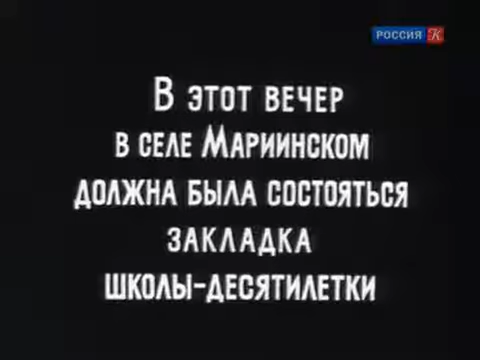 РОССИЯ К
В ЭТОТ ВЕЧЕР
В СЕЛЕ МАРИИНСКОМ
ДОЛЖНА БЫЛА СОСТОЯТЬСЯ
ЗАКЛАДКА
ШКОЛЫ-ДЕСЯТИЛЕТКИ